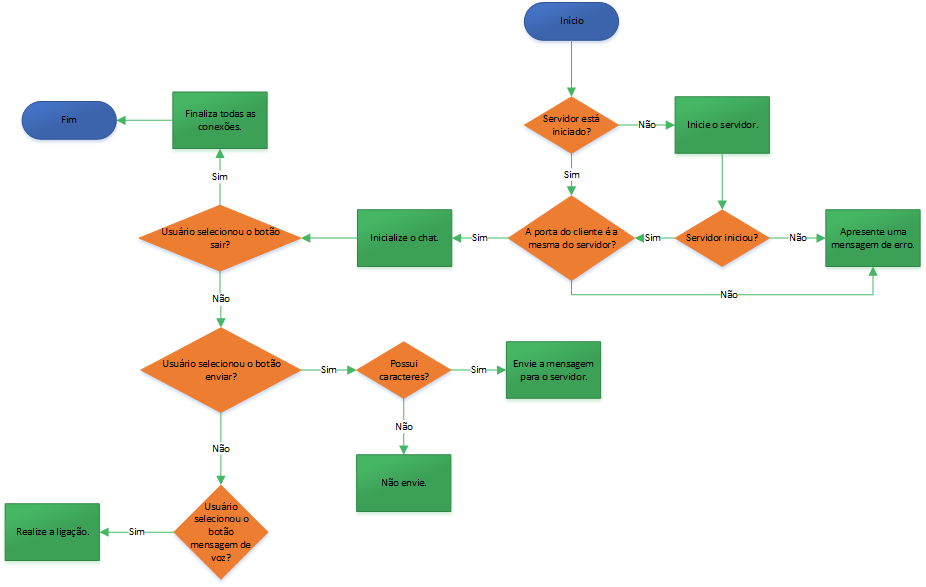 Início
Servidor está
iniciado?
Não
Inicie o servidor.
Finaliza todas as
conexões.
Fim
Sim
Sim
Usuário selecionou o botão
sair?
Inicialize o chat.
Sim
A porta do cliente é a
mesma do servidor?
Sim
Servidor iniciou?
Não
Apresente uma
mensagem de erro.
Não
Não
Usuário selecionou o botão
enviar?
Sim
Possui
caracteres?
Sim
Envie a mensagem
para o servidor.
Não
Não
Não envie.
Usuário
selecionou o
botão
mensagem de
voz?
Sim
Realize a ligação.